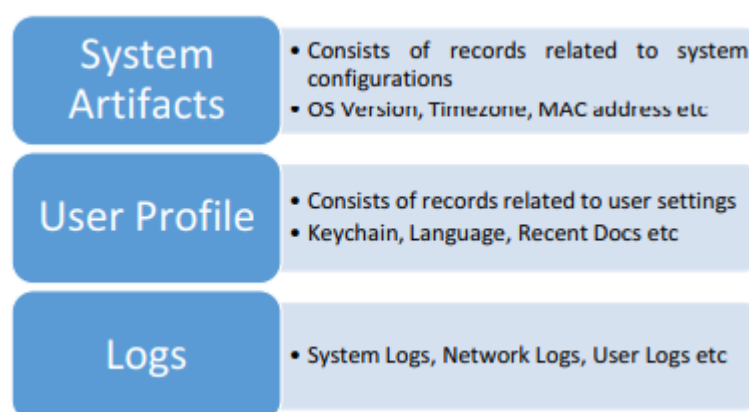 System
Artifacts
• Consists of records related to system
configurations
• OS Version, Timezone, MAC address etc
User Profile
• Consists of records related to user settings
• Keychain, Language, Recent Docs etc
Logs
• System Logs, Network Logs, User Logs etc